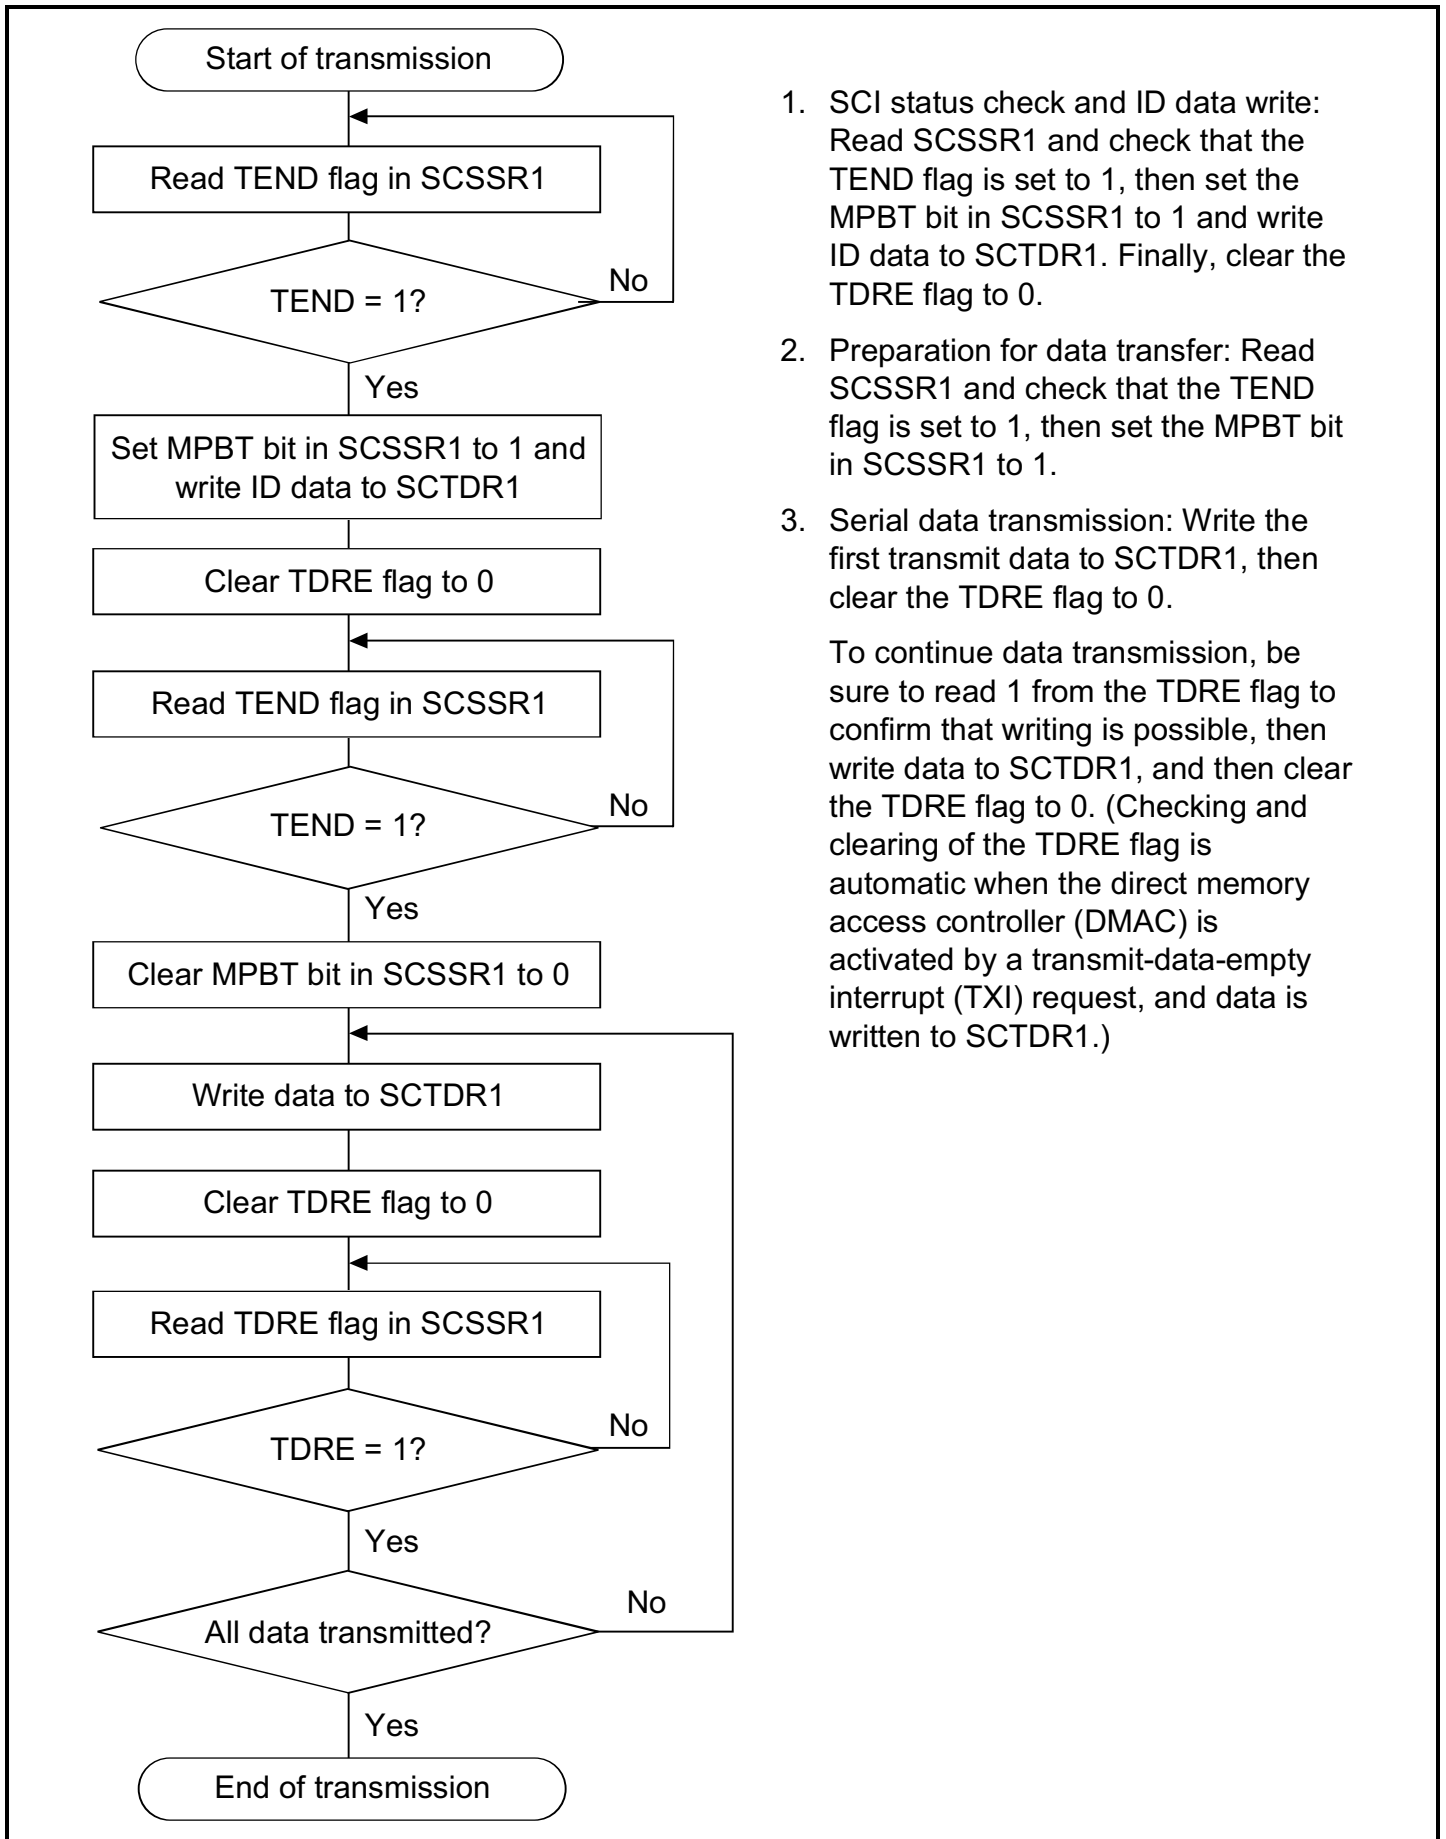 Start of transmission
Read TEND flag in SCSSR1
TEND = 1?
No
Yes
Set MPBT bit in SCSSR1 to 1 and
write ID data to SCTDR1
Clear TDRE flag to 0
Read TEND flag in SCSSR1
TEND = 1?
No
Yes
Clear MPBT bit in SCSSR1 to 0
Write data to SCTDR1
Clear TDRE flag to 0
Read TDRE flag in SCSSR1
TDRE = 1?
No
Yes
All data transmitted?
No
Yes
End of transmission
1. SCI status check and ID data write:
Read SCSSR1 and check that the
TEND flag is set to 1, then set the
MPBT bit in SCSSR1 to 1 and write
ID data to SCTDR1. Finally, clear the
TDRE flag to 0.
2. Preparation for data transfer: Read
SCSSR1 and check that the TEND
flag is set to 1, then set the MPBT bit
in SCSSR1 to 1.
3. Serial data transmission: Write the
first transmit data to SCTDR1, then
clear the TDRE flag to 0.
To continue data transmission, be
sure to read 1 from the TDRE flag to
confirm that writing is possible, then
write data to SCTDR1, and then clear
the TDRE flag to 0. (Checking and
clearing of the TDRE flag is
automatic when the direct memory
access controller (DMAC) is
activated by a transmit-data-empty
interrupt (TXI) request, and data is
written to SCTDR1.)